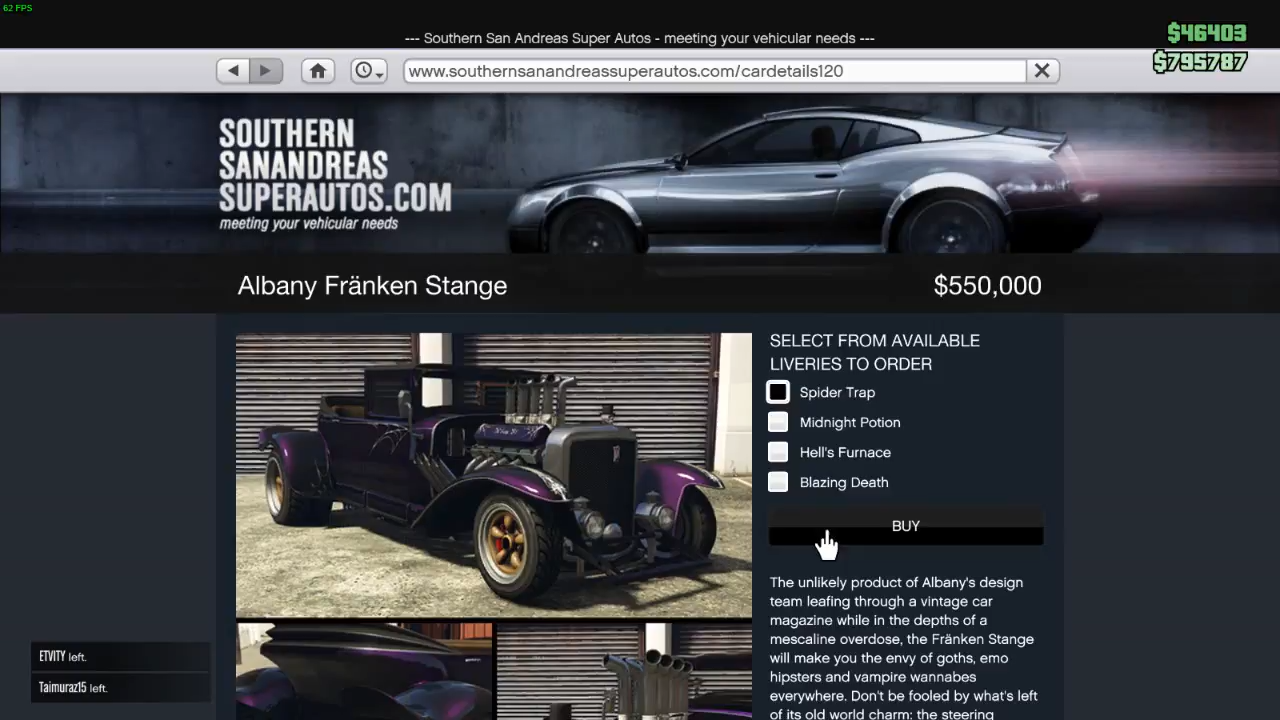 62 FPS
--- Southern San Andreas Super Autos - meeting your vehicular needs ---
$46403
$795787
www.southernsanandreassuperautos.com/cardetails120
SOUTHERN
SANANDREAS
SUPERAUTOS.COM
meeting your vehicular needs
Albany Fränken Stange
$550,000
SELECT FROM AVAILABLE
LIVERIES TO ORDER
Spider Trap
Midnight Potion
Hell's Furnace
Blazing Death
BUY
The unlikely product of Albany's design
team leafing through a vintage car
magazine while in the depths of a
mescaline overdose, the Fränken Stange
will make you the envy of goths, emo
hipsters and vampire wannabes
everywhere. Don't be fooled by what's left
of its old world charm: the steering
ETVITY left.
Taimuraz15 left.